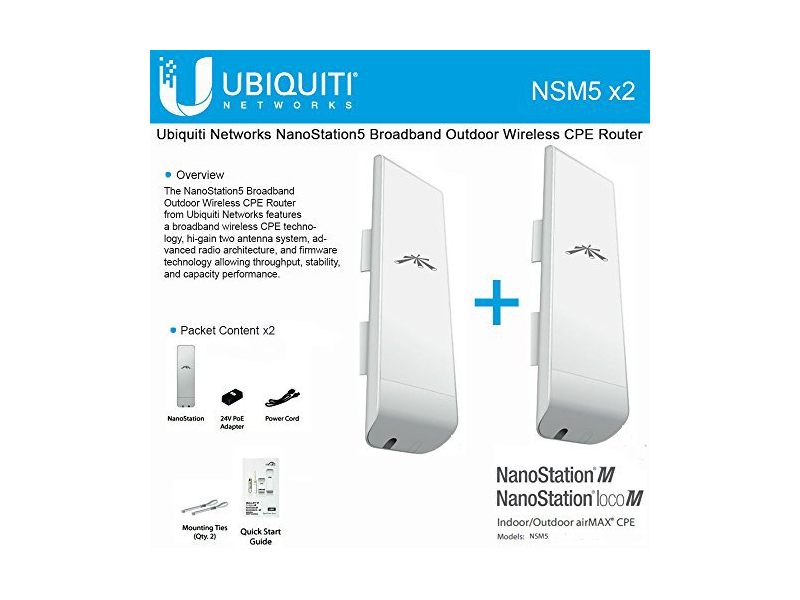 UBIQUITI®
NETWORKS
NSM5 x2
Ubiquiti Networks NanoStation5 Broadband Outdoor Wireless CPE Router
• Overview
The NanoStation5 Broadband
Outdoor Wireless CPE Router
from Ubiquiti Networks features
a broadband wireless CPE techno-
logy, hi-gain two antenna system, ad-
vanced radio architecture, and firmware
technology allowing throughput, stability,
and capacity performance.
+
• Packet Content x2
NanoStation
24V PoE
Adapter
Power Cord
Mounting Ties
(Qty. 2)
Quick Start
Guide
NanoStation®M
NanoStation®locoM
Indoor/Outdoor airMAX® CPE
Models: NSM5